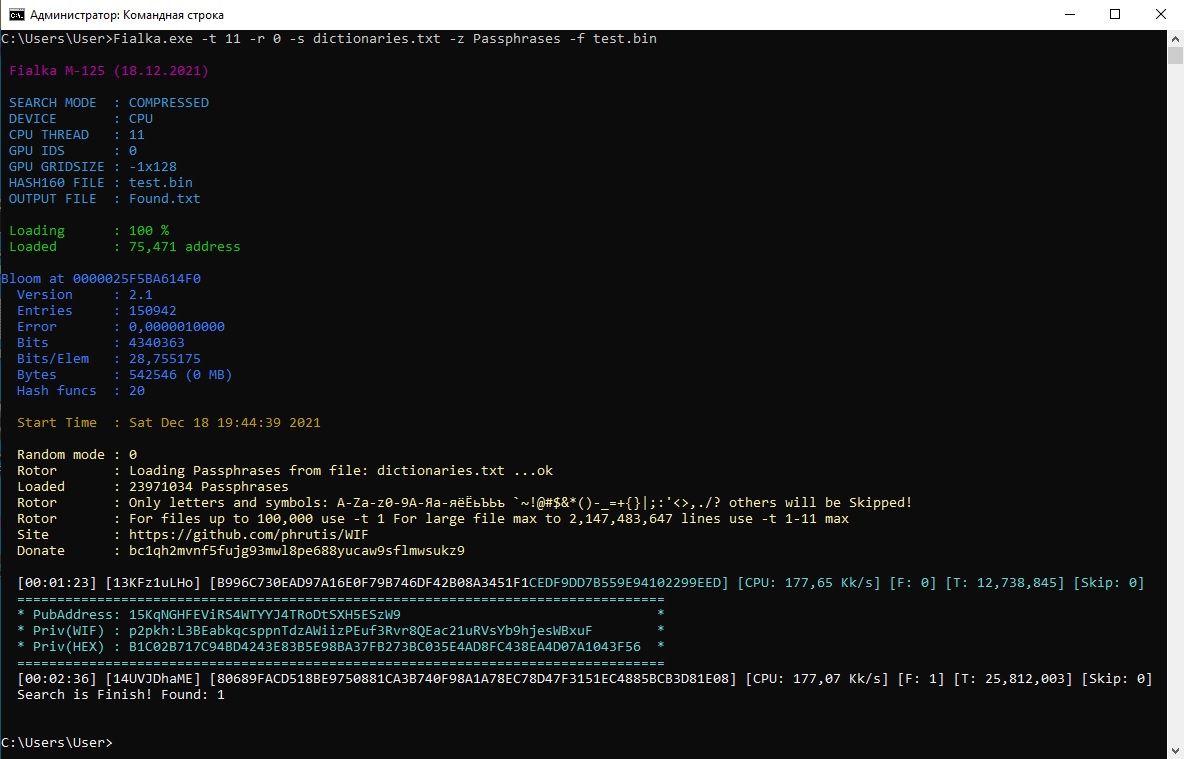 Администратор: Командная строка
C:\Users\User>Fialka.exe -t 11 -r 0 -s dictionaries.txt -z Passphrases -f test.bin
Fialka M-125 (18.12.2021)
SEARCH MODE  : COMPRESSED
DEVICE       : CPU
CPU THREAD   : 11
GPU IDS      : 0
GPU GRIDSIZE : -1x128
HASH160 FILE : test.bin
OUTPUT FILE  : Found.txt
Loading      : 100 %
Loaded       : 75,471 address
Bloom at 0000025F5BA614F0
Version     : 2.1
Entries     : 150942
Error       : 0,0000010000
Bits        : 4340363
Bits/Elem   : 28,755175
Bytes       : 542546 (0 MB)
Hash funcs  : 20
Start Time  : Sat Dec 18 19:44:39 2021
Random mode : 0
Rotor       : Loading Passphrases from file: dictionaries.txt ...ok
Loaded      : 23971034 Passphrases
Rotor       : Only letters and symbols: A-Za-z0-9А-Яа-яёЁьЪЬъ `~!@#$&*()-_=+{}|;:'<>,./? others will be Skipped!
Rotor       : For files up to 100,000 use -t 1 For large file max to 2,147,483,647 lines use -t 1-11 max
Site        : https://github.com/phrutis/WIF
Donate      : bc1qh2mvnf5fujg93mwl8pe688yucaw9sflmwsukz9
[00:01:23] [13KFz1uLHo] [B996C730EAD97A16E0F79B746DF42B08A3451F1CEDF9DD7B559E94102299EED] [CPU: 177,65 Kk/s] [F: 0] [T: 12,738,845] [Skip: 0]
=================================================================================
* PubAddress: 15KqNGHFEViRS4WTYYJ4TRoDtSXH5ESzW9                                *
* Priv(WIF) : p2pkh:L3BEabkqcsppnTdzAWiizPEuf3Rvr8QEac21uRVsYb9hjesWBxuF        *
* Priv(HEX) : B1C02B717C94BD4243E83B5E98BA37FB273BC035E4AD8FC438EA4D07A1043F56  *
=================================================================================
[00:02:36] [14UVJDhaME] [80689FACD518BE9750881CA3B740F98A1A78EC78D47F3151EC4885BCB3D81E08] [CPU: 177,07 Kk/s] [F: 1] [T: 25,812,003] [Skip: 0]
Search is Finish! Found: 1
C:\Users\User>